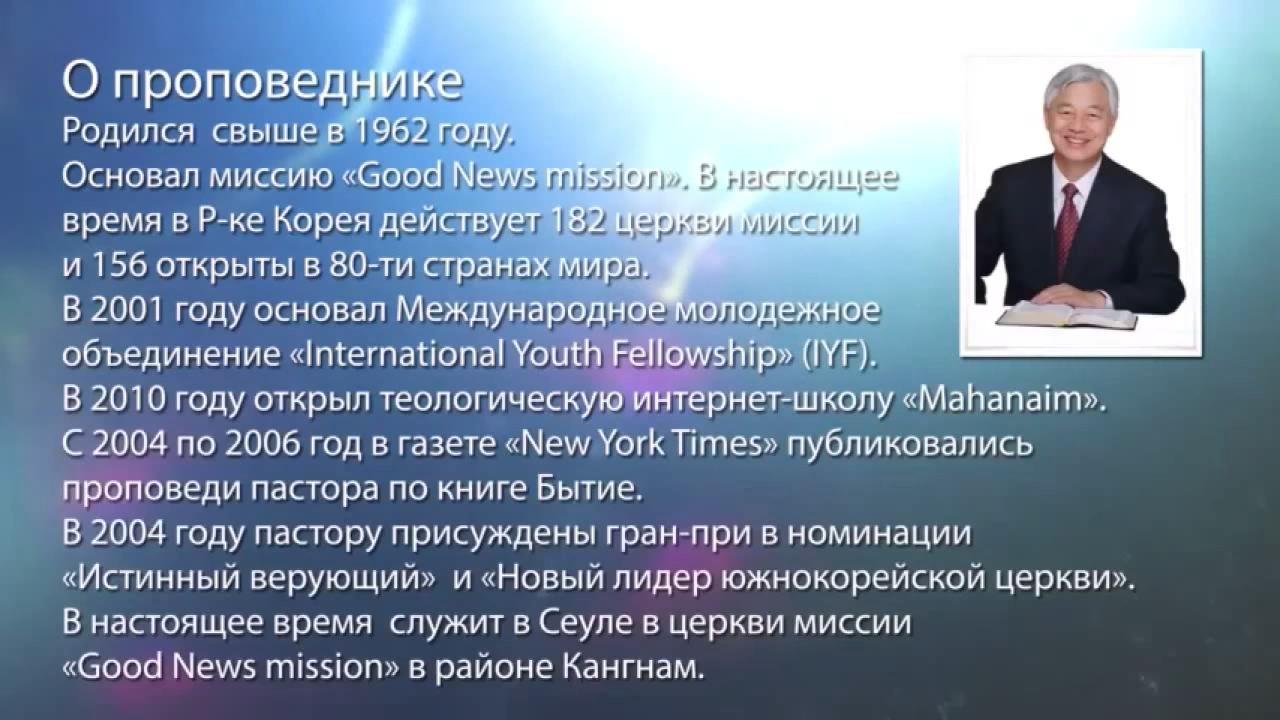 О проповеднике
Родился свыше в 1962 году.
Основал миссию «Good News mission». В настоящее
время в Р-ке Корея действует 182 церкви миссии
и 156 открыты в 80-ти странах мира.
В 2001 году основал Международное молодежное
объединение «International Youth Fellowship» (IYF).
В 2010 году открыл теологическую интернет-школу «Mahanaim».
С 2004 по 2006 год в газете «New York Times» публиковались
проповеди пастора по книге Бытие.
В 2004 году пастору присуждены гран-при в номинации
«Истинный верующий» и «Новый лидер южнокорейской церкви».
В настоящее время служит в Сеуле в церкви миссии
«Good News mission» в районе Кангнам.